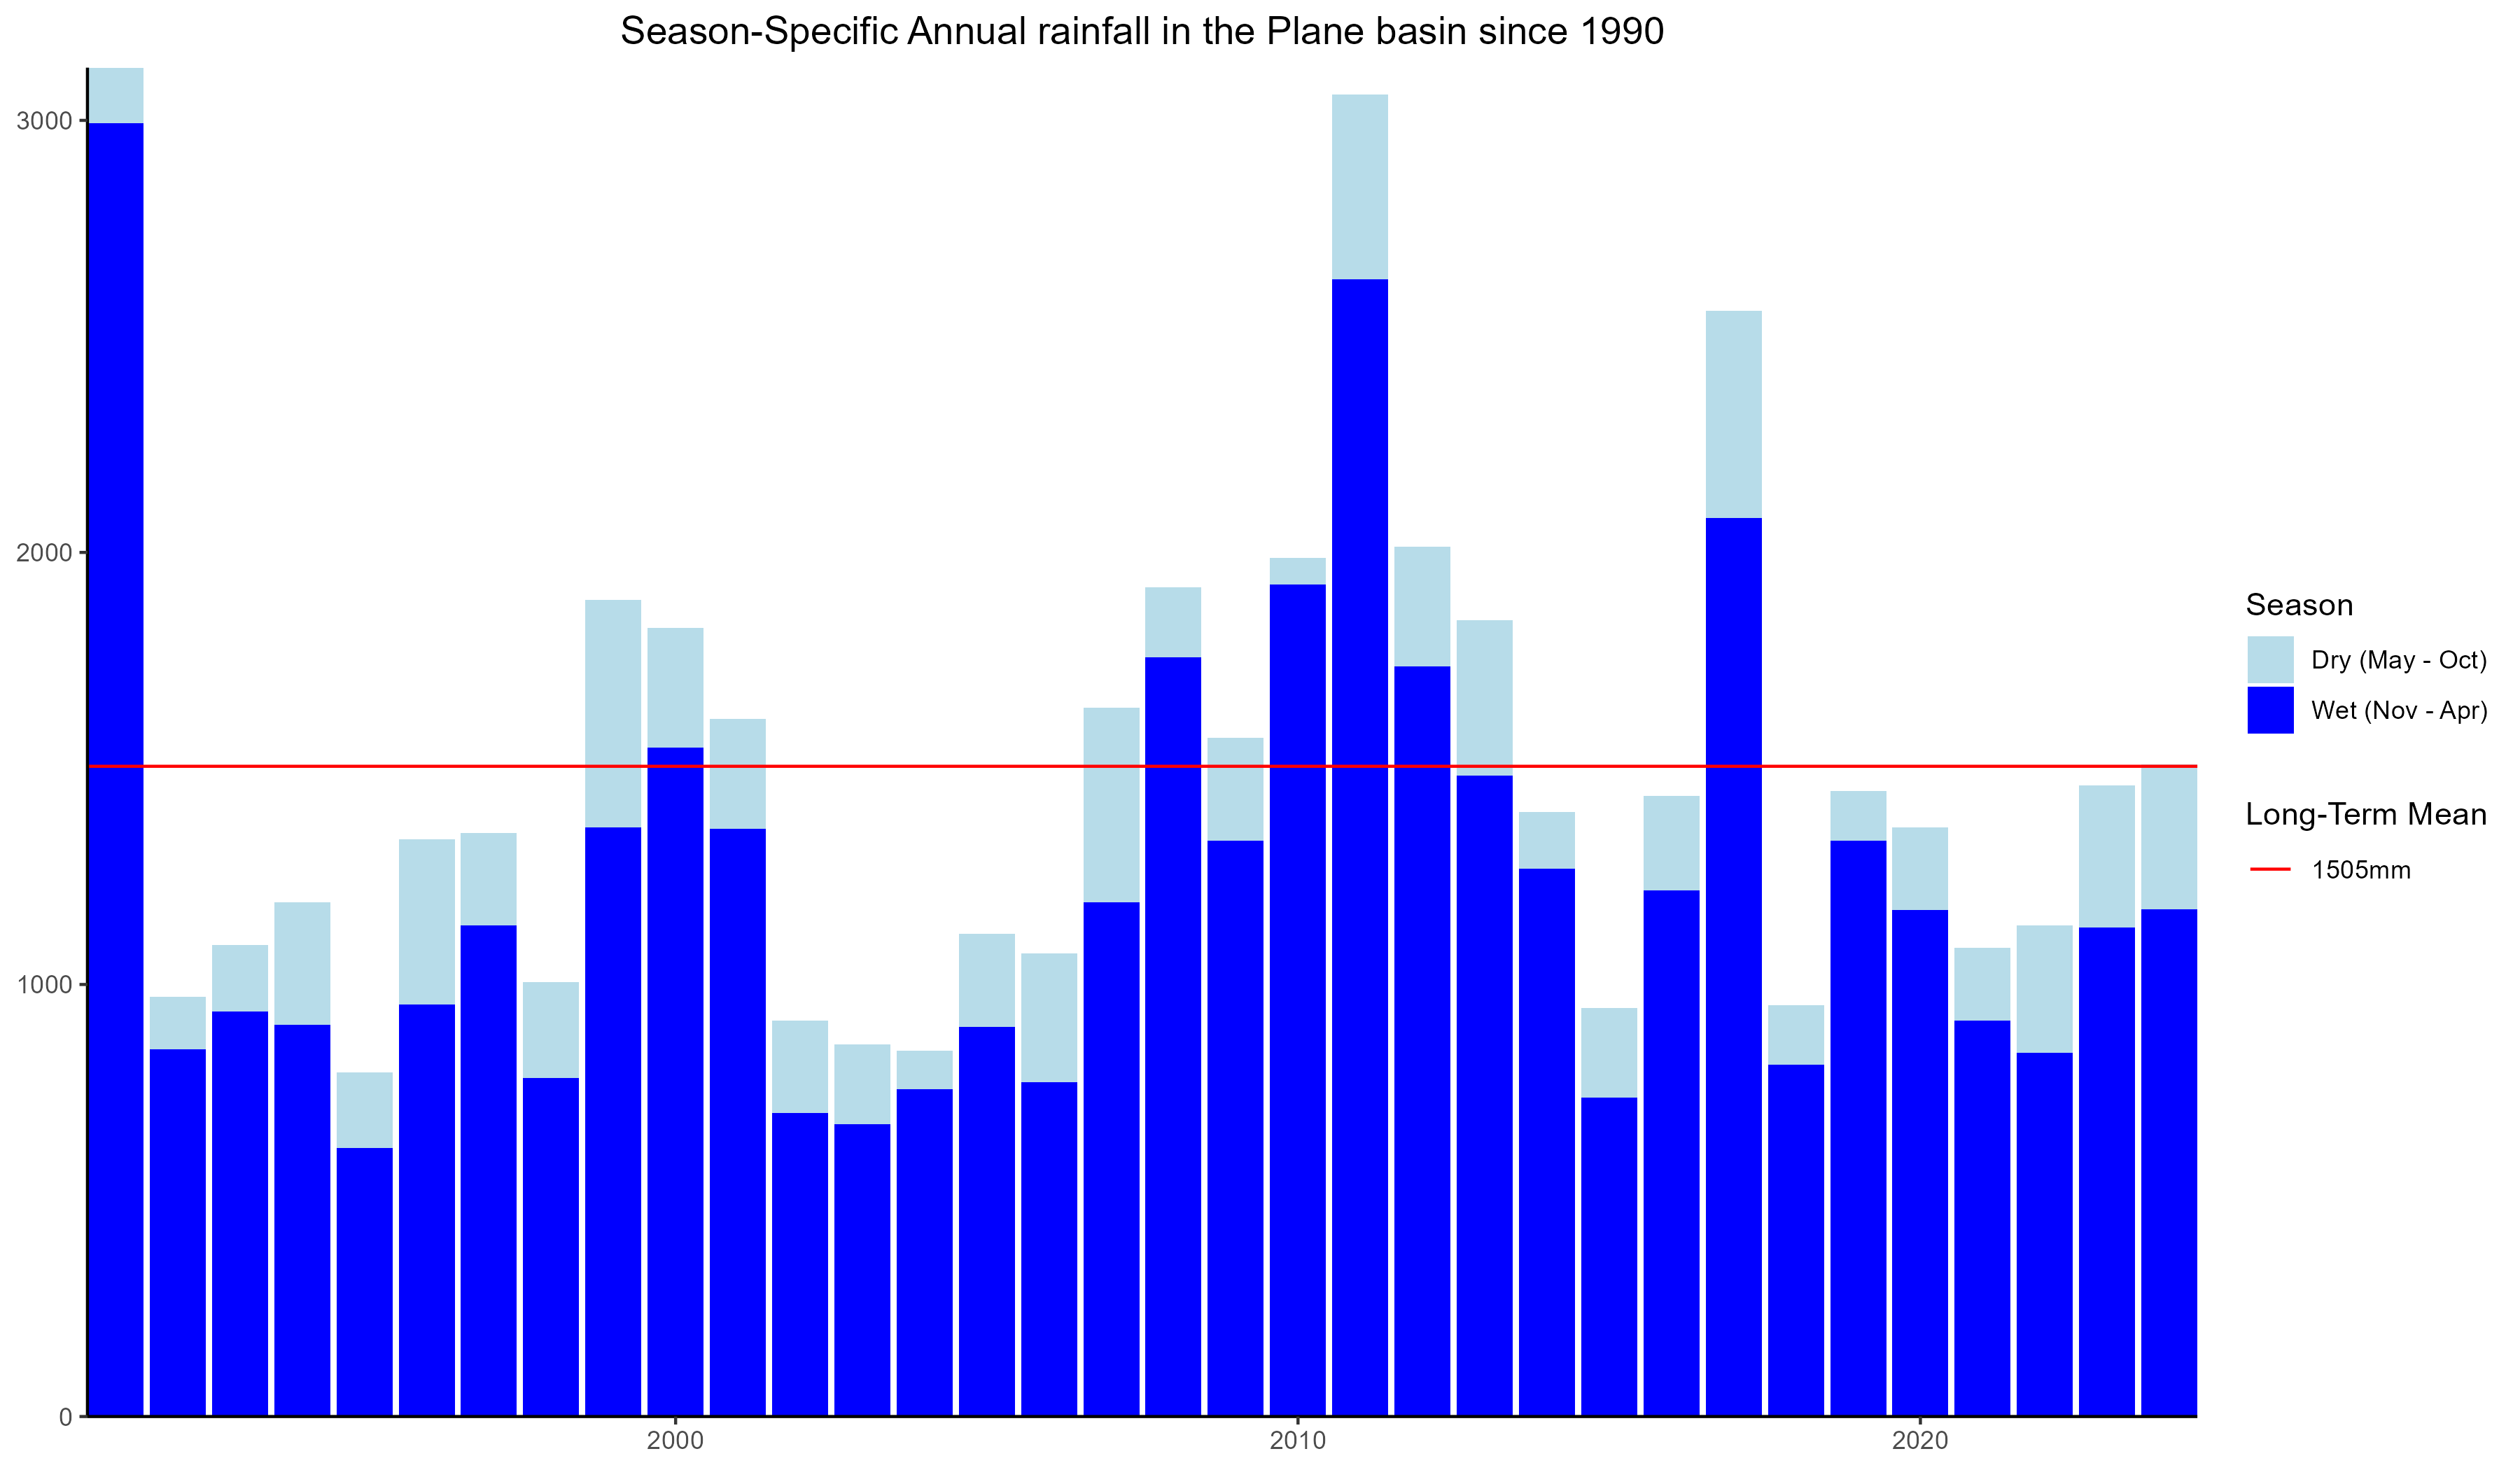 Season-Specific Annual rainfall in the Plane basin since 1990
3000
2000
1000
0
2000
2010
2020
Season
Dry (May - Oct)
Wet (Nov - Apr)
Long-Term Mean
1505mm